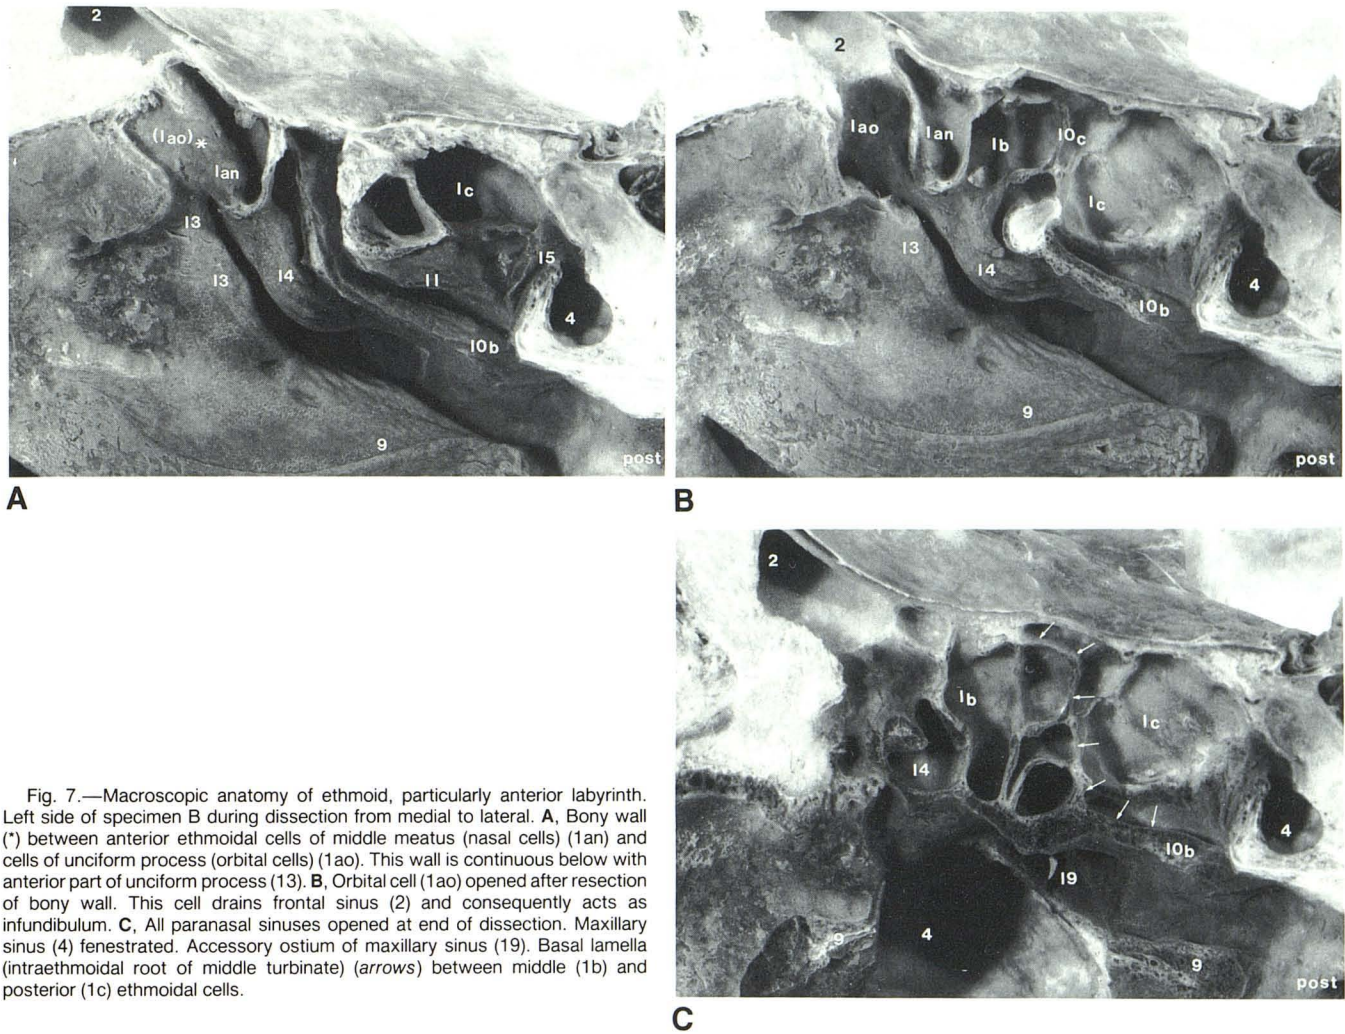 2
(1ao)*
1an
1c
13
13
14
11
15
4
10b
9
post
A
2
1ao
1an
1b
10c
1c
13
14
4
10b
9
post
B
2
1b
1c
14
4
10b
19
4
9
9
post
C
Fig. 7.—Macroscopic anatomy of ethmoid, particularly anterior labyrinth.
Left side of specimen B during dissection from medial to lateral. A, Bony wall
(*) between anterior ethmoidal cells of middle meatus (nasal cells) (1an) and
cells of unciform process (orbital cells) (1ao). This wall is continuous below with
anterior part of unciform process (13). B, Orbital cell (1ao) opened after resection
of bony wall. This cell drains frontal sinus (2) and consequently acts as
infundibulum. C, All paranasal sinuses opened at end of dissection. Maxillary
sinus (4) fenestrated. Accessory ostium of maxillary sinus (19). Basal lamella
(intraethmoidal root of middle turbinate) (arrows) between middle (1b) and
posterior (1c) ethmoidal cells.